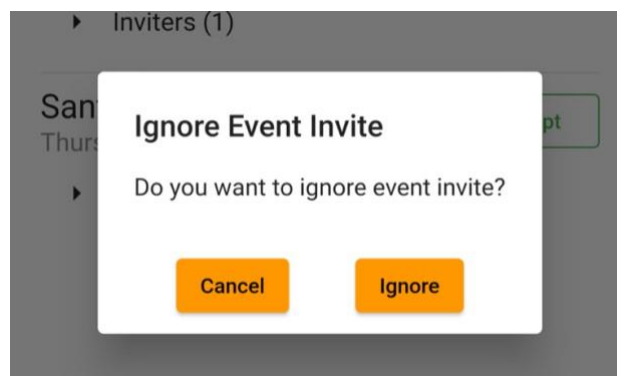 Inviters (1)
Ignore Event Invite
Do you want to ignore event invite?
Cancel
Ignore